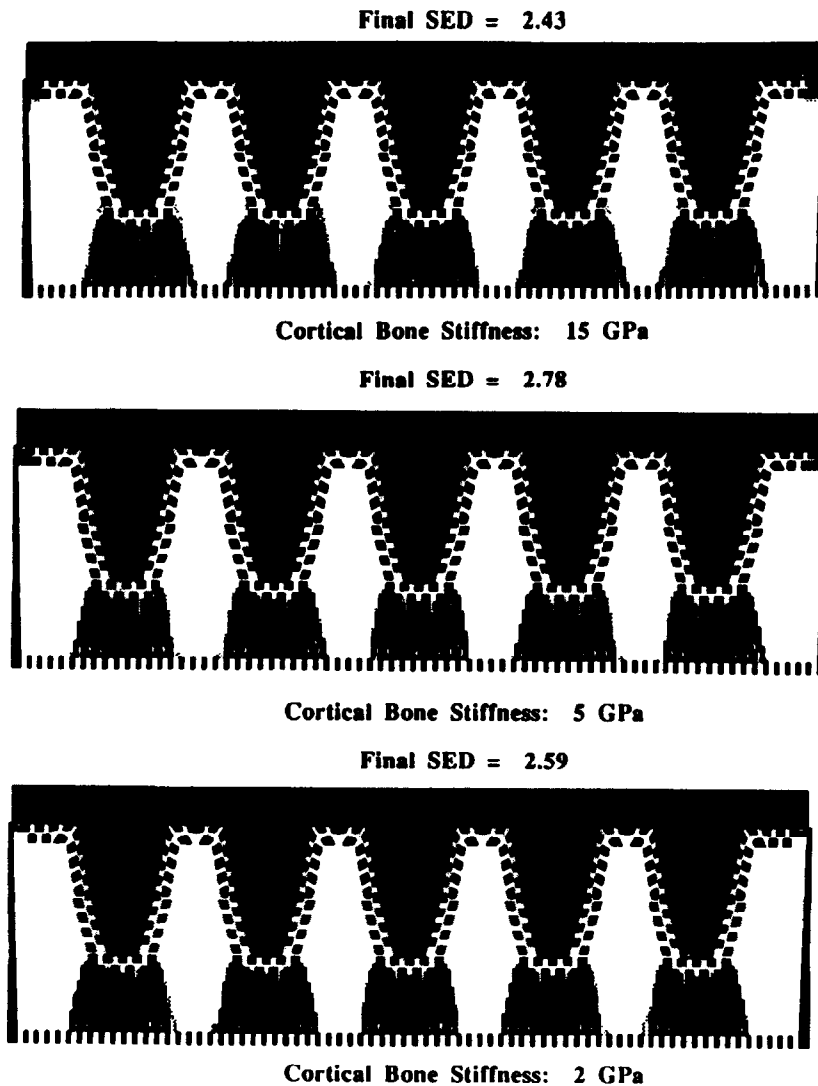 Final SED = 2.43
Cortical Bone Stiffness: 15 GPa
Final SED = 2.78
Cortical Bone Stiffness: 5 GPa
Final SED = 2.59
Cortical Bone Stiffness: 2 GPa